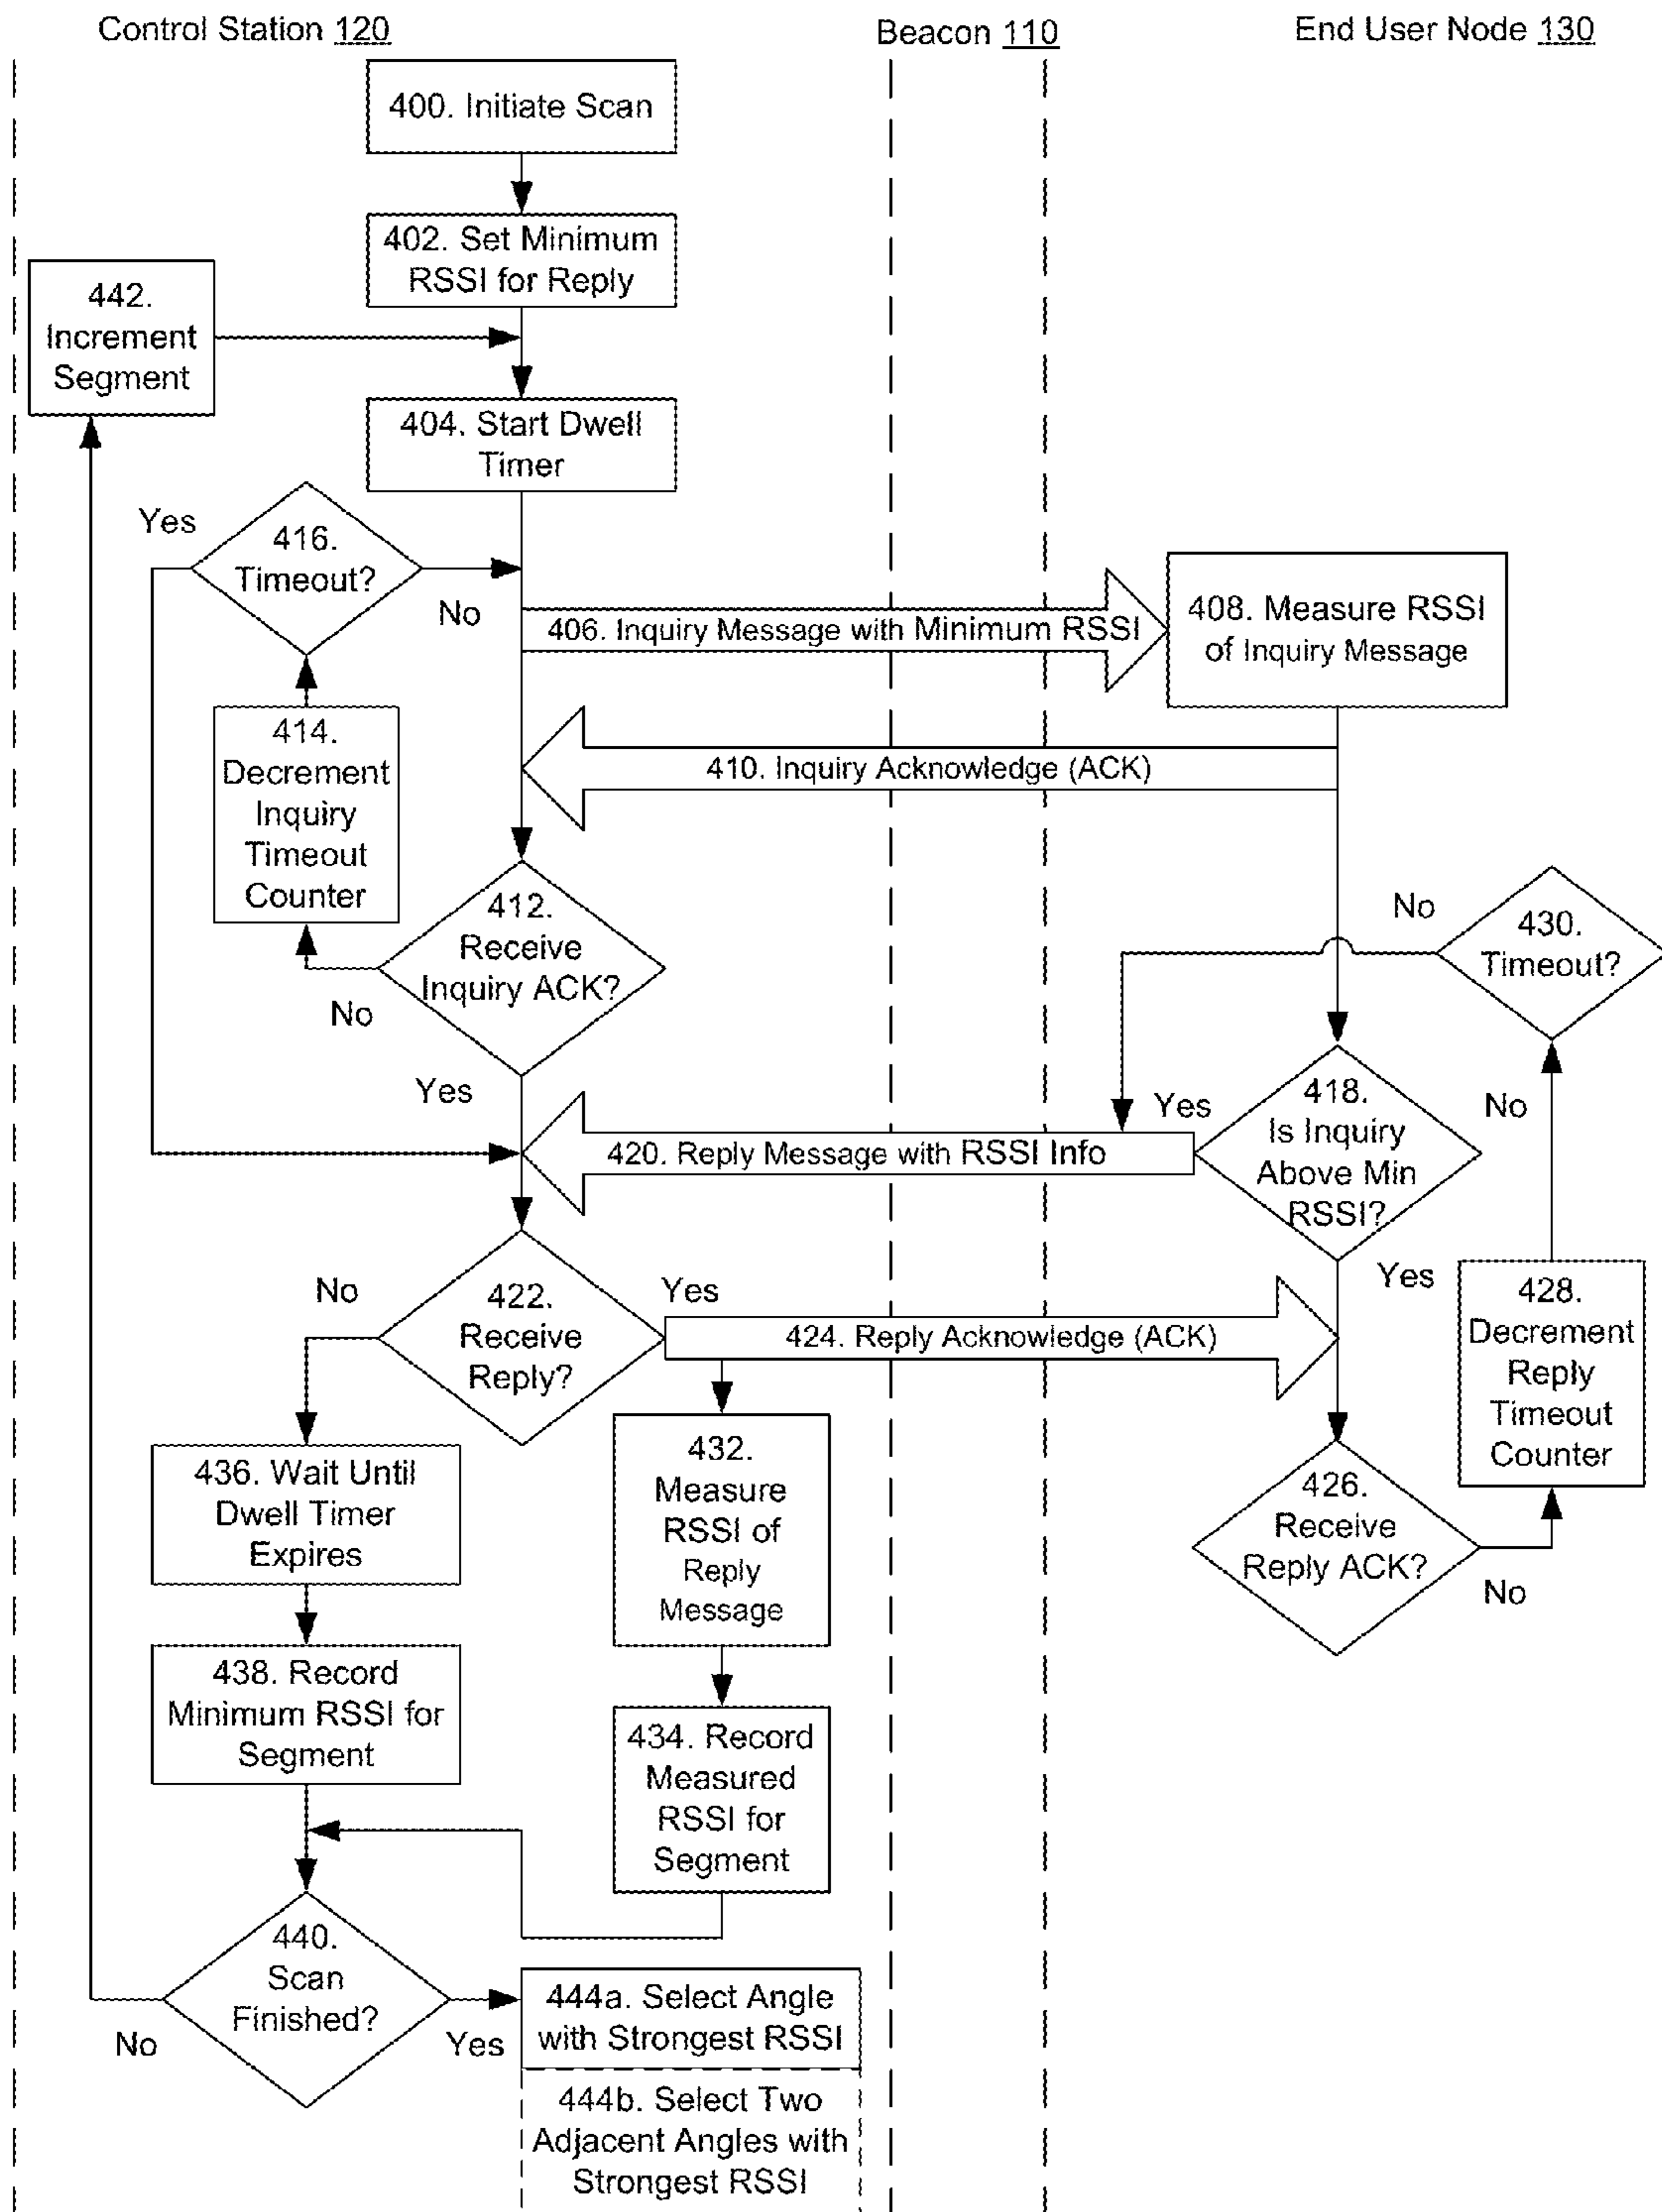 Control Station 120
Beacon 110
End User Node 130
400. Initiate Scan
402. Set Minimum
RSSI for Reply
442.
Increment
Segment
404. Start Dwell
Timer
Yes
416.
Timeout?
No
406. Inquiry Message with Minimum RSSI
408. Measure RSSI
of Inquiry Message
414.
Decrement
Inquiry
Timeout
Counter
410. Inquiry Acknowledge (ACK)
412.
Receive
Inquiry ACK?
No
Yes
No
430.
Timeout?
420. Reply Message with RSSI Info
Yes
418.
Is Inquiry
Above Min
RSSI?
No
Yes
No
422.
Receive
Reply?
Yes
424. Reply Acknowledge (ACK)
428.
Decrement
Reply
Timeout
Counter
436. Wait Until
Dwell Timer
Expires
432.
Measure
RSSI of
Reply
Message
426.
Receive
Reply ACK?
No
438. Record
Minimum RSSI for
Segment
434. Record
Measured
RSSI for
Segment
440.
Scan
Finished?
No
Yes
444a. Select Angle
with Strongest RSSI
444b. Select Two
Adjacent Angles with
Strongest RSSI